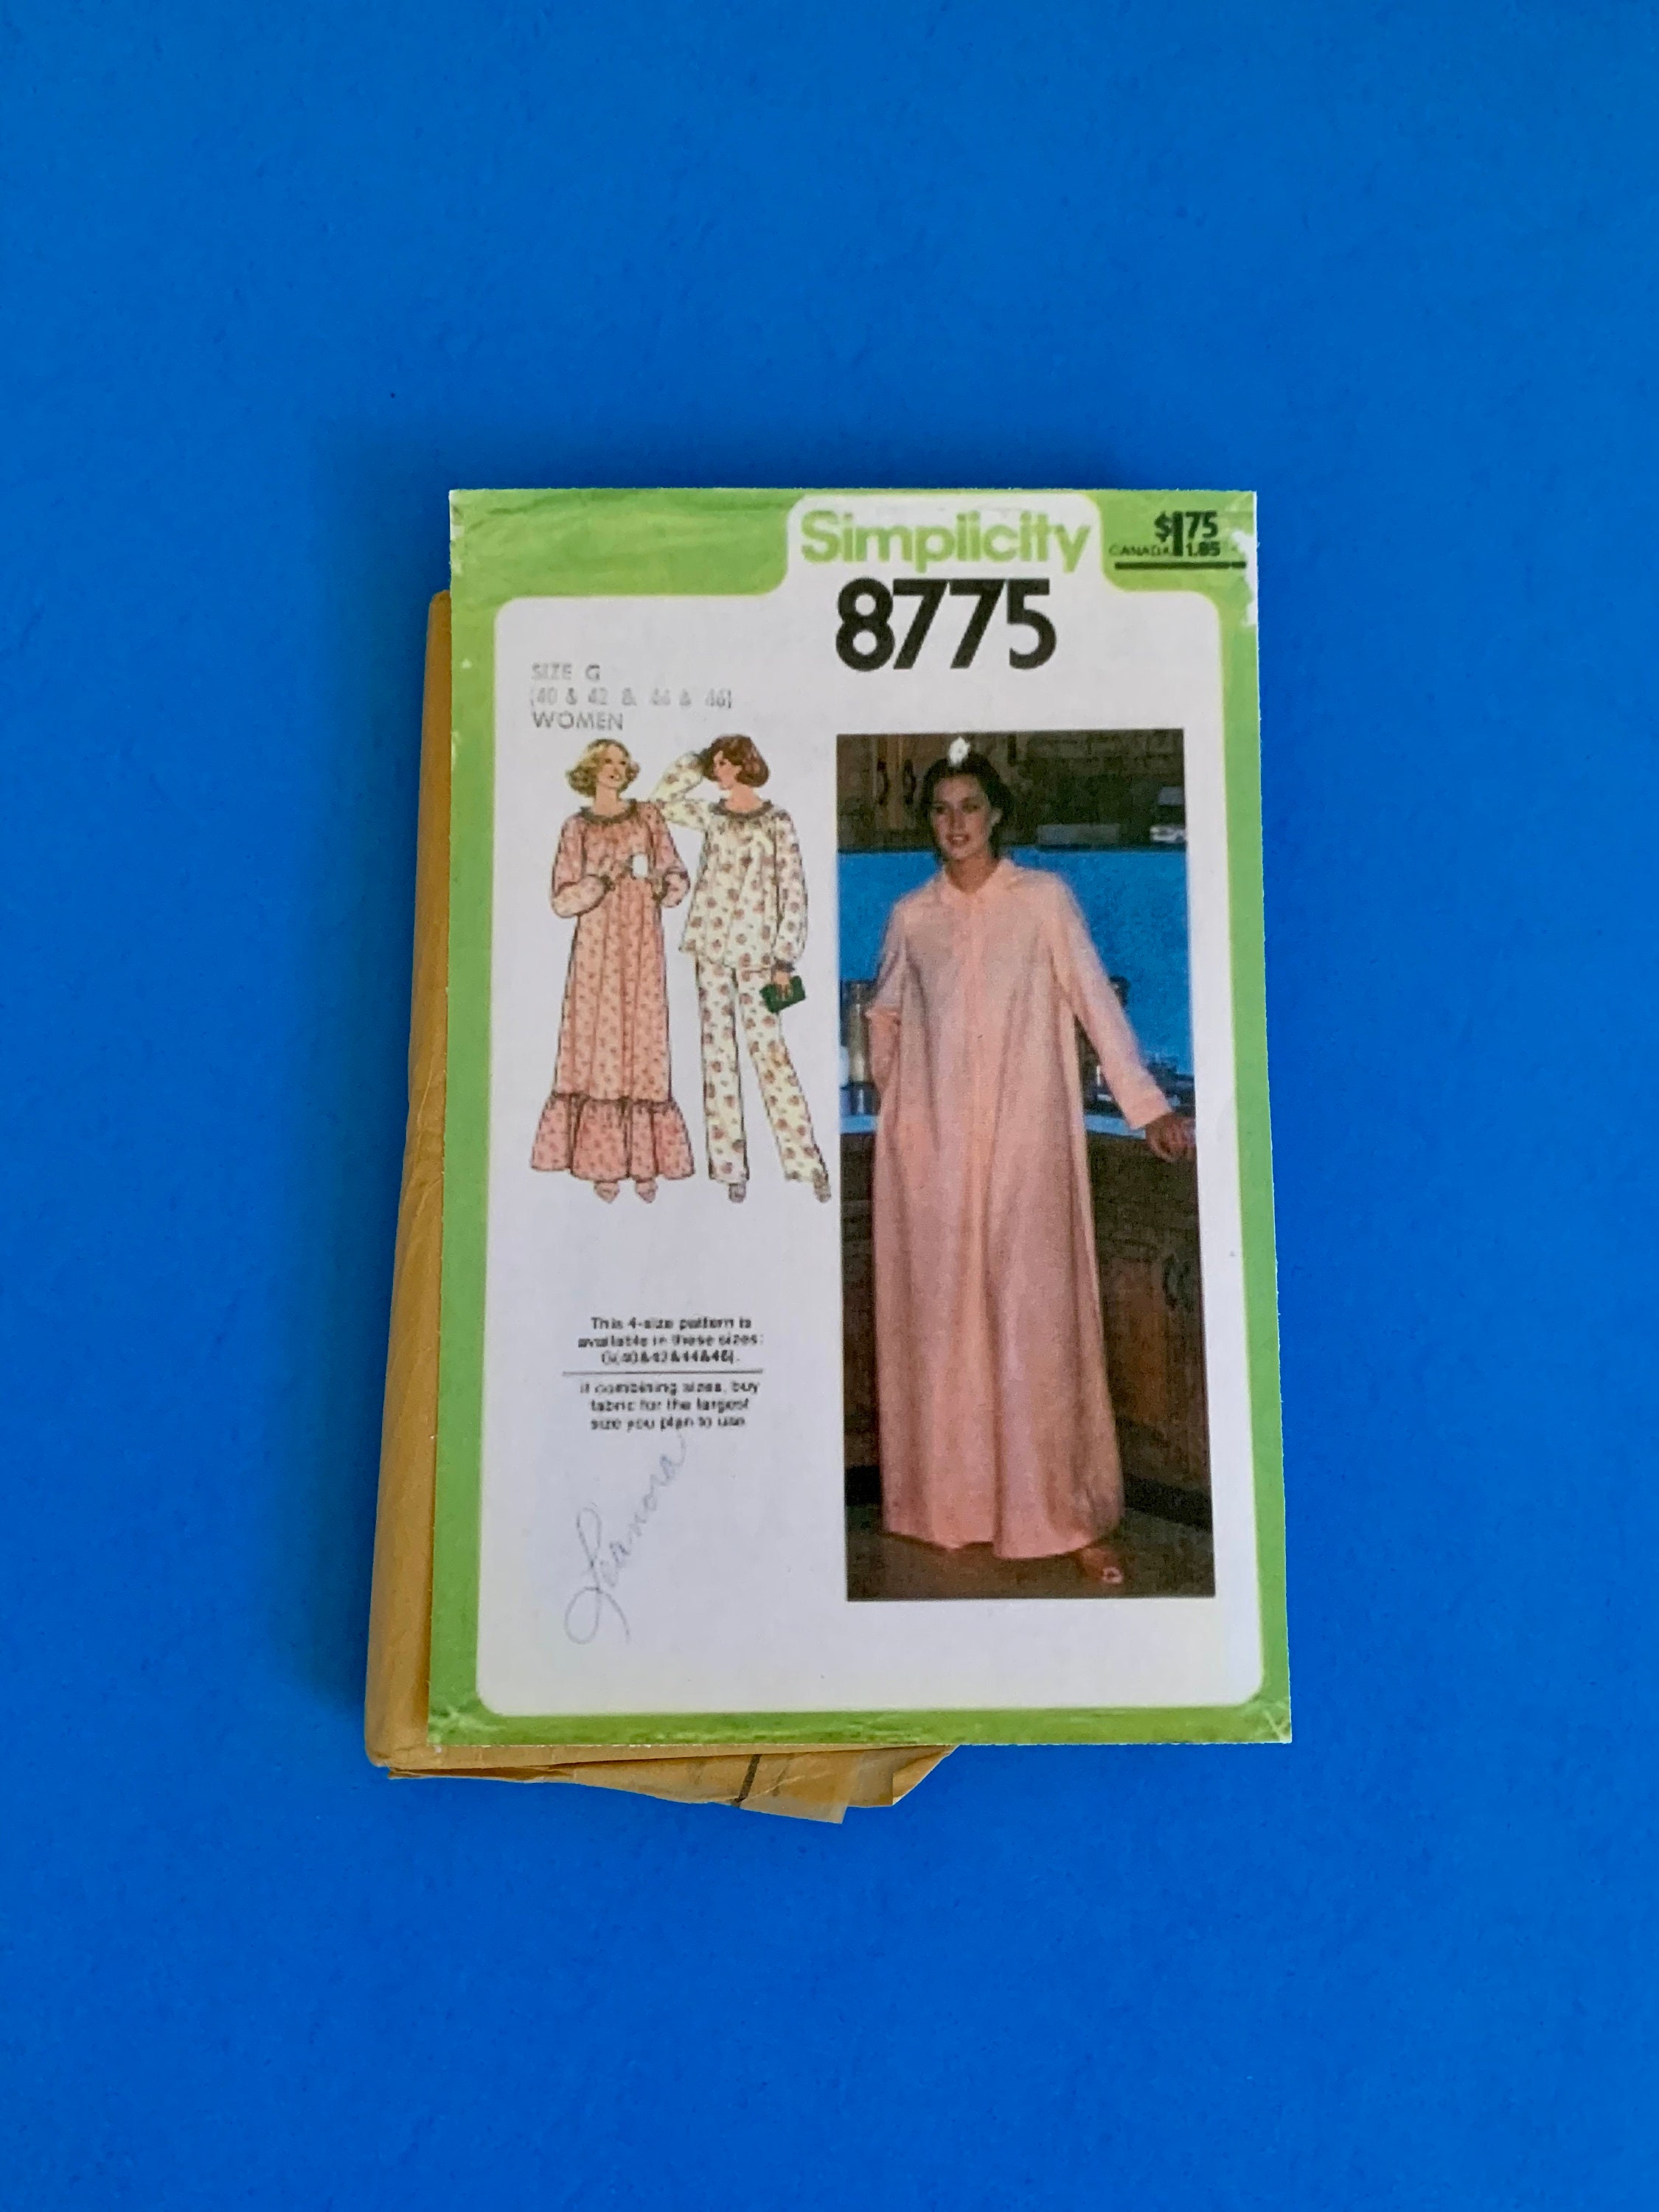 Simplicity
$1.75
CANADA 1.85
8775
SIZE G
(40 & 42 & 44 & 46)
WOMEN
This 4-size pattern is
available in these sizes:
G(40&42&44&46).
If combining sizes, buy
fabric for the largest
size you plan to use
Leanora